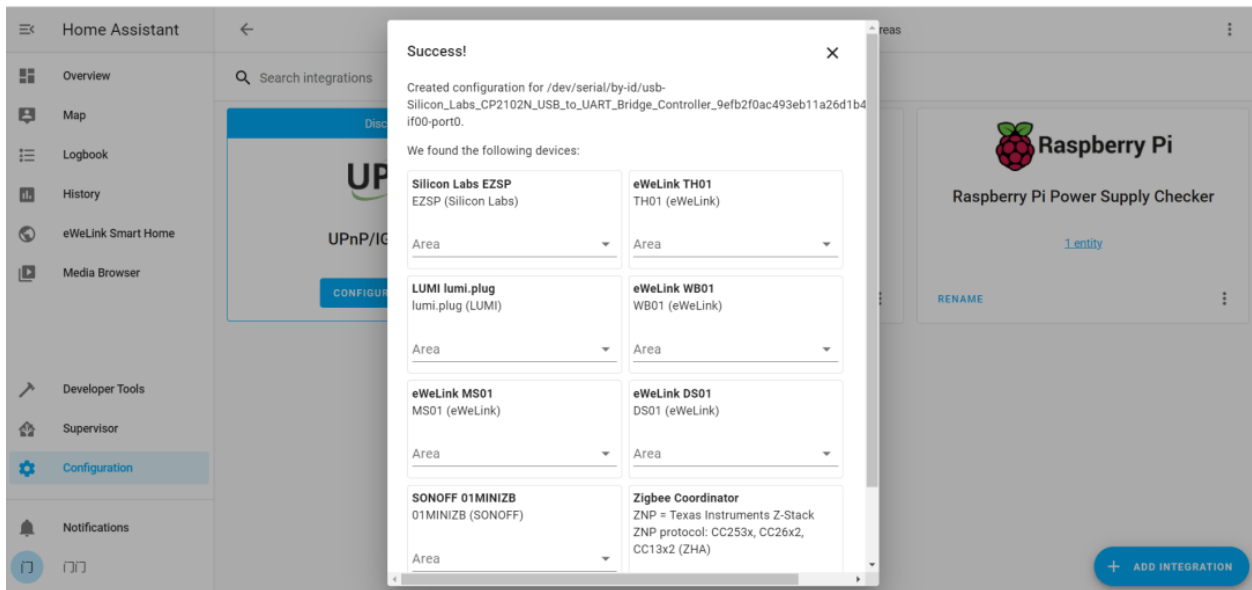 Home Assistant
Overview
Map
Logbook
History
eWeLink Smart Home
Media Browser
Developer Tools
Supervisor
Configuration
Notifications
Search integrations
reas
Disc
UP
UPnP/IG
CONFIGUR
Success!
Created configuration for /dev/serial/by-id/usb-
Silicon_Labs_CP2102N_USB_to_UART_Bridge_Controller_9efb2f0ac493eb11a26d1b4
if00-port0.
We found the following devices:
Silicon Labs EZSP
EZSP (Silicon Labs)
Area
eWeLink TH01
TH01 (eWeLink)
Area
LUMI lumi.plug
lumi.plug (LUMI)
Area
eWeLink WB01
WB01 (eWeLink)
Area
eWeLink MS01
MS01 (eWeLink)
Area
eWeLink DS01
DS01 (eWeLink)
Area
SONOFF 01MINIZB
01MINIZB (SONOFF)
Area
Zigbee Coordinator
ZNP = Texas Instruments Z-Stack
ZNP protocol: CC253x, CC26x2,
CC13x2 (ZHA)
Raspberry Pi
Raspberry Pi Power Supply Checker
1 entity
RENAME
ADD INTEGRATION